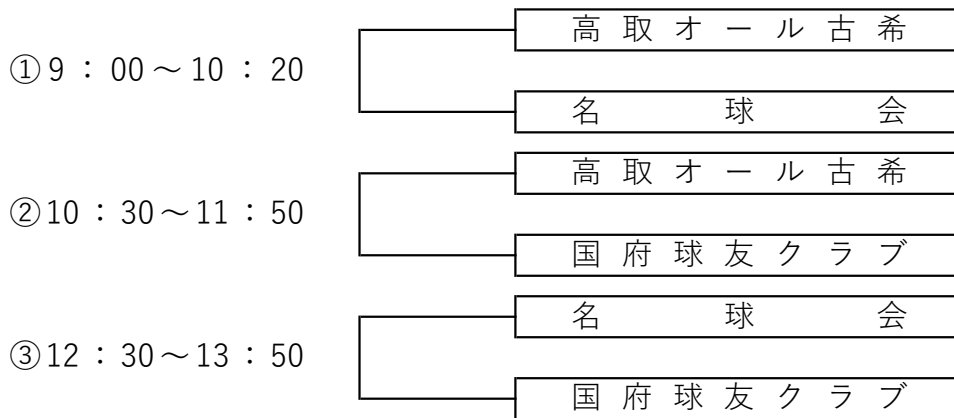 高取オール古希
①9：00～10：20
名球会
高取オール古希
②10：30～11：50
国府球友クラブ
名球会
③12：30～13：50
国府球友クラブ